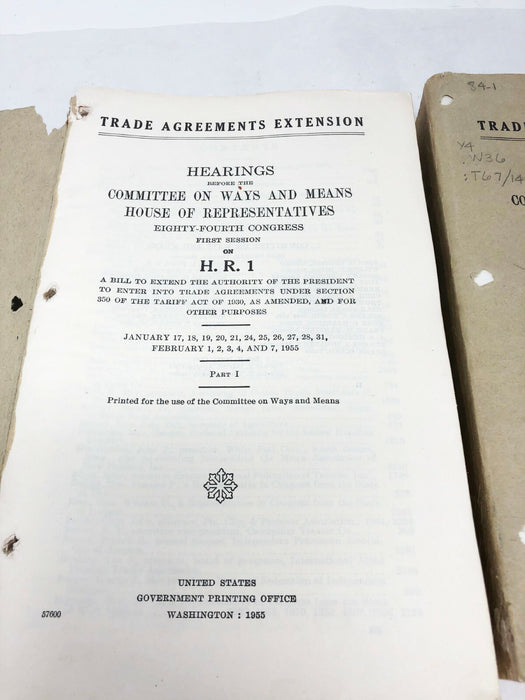 TRADE AGREEMENTS EXTENSION
HEARINGS
BEFORE THE
COMMITTEE ON WAYS AND MEANS
HOUSE OF REPRESENTATIVES
EIGHTY-FOURTH CONGRESS
FIRST SESSION
ON
H. R. 1
A BILL TO EXTEND THE AUTHORITY OF THE PRESIDENT
TO ENTER INTO TRADE AGREEMENTS UNDER SECTION
350 OF THE TARIFF ACT OF 1930, AS AMENDED, AND FOR
OTHER PURPOSES
JANUARY 17, 18, 19, 20, 21, 24, 25, 26, 27, 28, 31,
FEBRUARY 1, 2, 3, 4, AND 7, 1955
PART I
Printed for the use of the Committee on Ways and Means
UNITED STATES
GOVERNMENT PRINTING OFFICE
57600 WASHINGTON : 1955
84-1
TRAD
Y4
.W36
:T67/14
CO